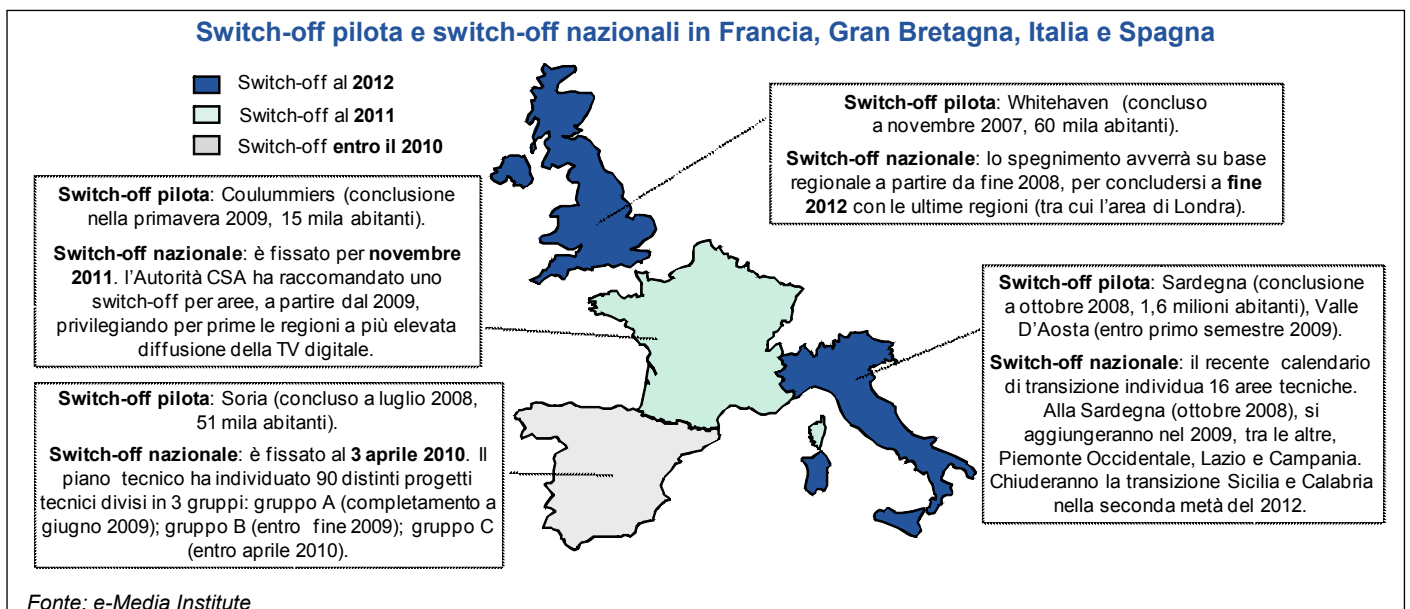 Switch-off pilota e switch-off nazionali in Francia, Gran Bretagna, Italia e Spagna
Switch-off al 2012
Switch-off al 2011
Switch-off entro il 2010
Switch-off pilota: Whitehaven (concluso
a novembre 2007, 60 mila abitanti).
Switch-off nazionale: lo spegnimento avverrà su base
regionale a partire da fine 2008, per concludersi a fine
2012 con le ultime regioni (tra cui l'area di Londra).
Switch-off pilota: Coulummiers (conclusione
nella primavera 2009, 15 mila abitanti).
Switch-off nazionale: è fissato per novembre
2011. l'Autorità CSA ha raccomandato uno
switch-off per aree, a partire dal 2009,
privilegiando per prime le regioni a più elevata
diffusione della TV digitale.
Switch-off pilota: Sardegna (conclusione
a ottobre 2008, 1,6 milioni abitanti), Valle
D'Aosta (entro primo semestre 2009).
Switch-off nazionale: il recente calendario
di transizione individua 16 aree tecniche.
Alla Sardegna (ottobre 2008), si
aggiungeranno nel 2009, tra le altre,
Piemonte Occidentale, Lazio e Campania.
Chiuderanno la transizione Sicilia e Calabria
nella seconda metà del 2012.
Switch-off pilota: Soria (concluso a luglio 2008,
51 mila abitanti).
Switch-off nazionale: è fissato al 3 aprile 2010. Il
piano tecnico ha individuato 90 distinti progetti
tecnici divisi in 3 gruppi: gruppo A (completamento a
giugno 2009); gruppo B (entro fine 2009); gruppo C
(entro aprile 2010).
Fonte: e-Media Institute